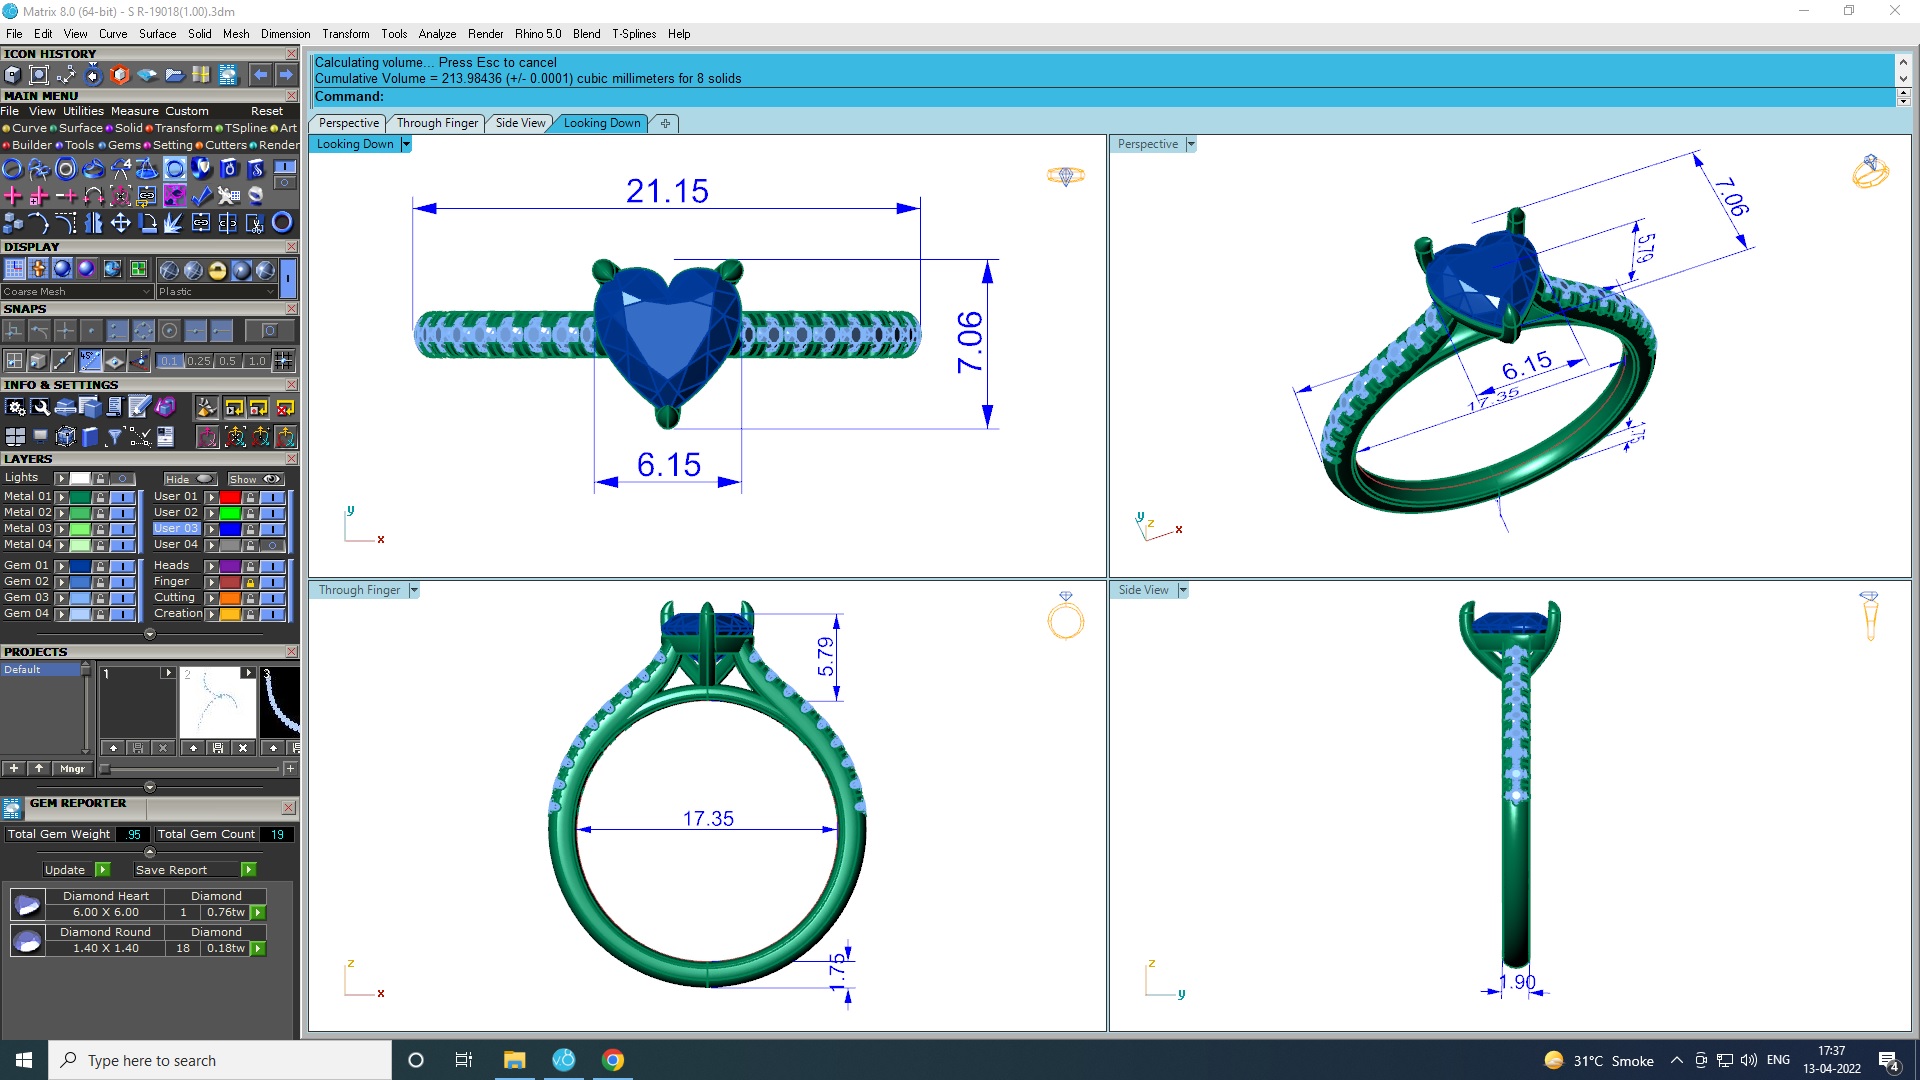 Matrix 8.0 (64-bit) - S R-19018(1.00).3dm
File Edit View Curve Surface Solid Mesh Dimension Transform Tools Analyze Render Rhino 5.0 Blend T-Splines Help
ICON HISTORY
MAIN MENU
File View Utilities Measure Custom Reset
Curve Surface Solid Transform TSpline Art
Builder Tools Gems Setting Cutters Render
DISPLAY
Coarse Mesh Plastic
SNAPS
0.1 0.25 0.5 1.0
INFO & SETTINGS
LAYERS
Lights Hide Show
Metal 01 User 01
Metal 02 User 02
Metal 03 User 03
Metal 04 User 04
Gem 01 Heads
Gem 02 Finger
Gem 03 Cutting
Gem 04 Creation
PROJECTS
Default
1 2 3
Mngr
GEM REPORTER
Total Gem Weight .95 Total Gem Count 19
Update Save Report
Diamond Heart Diamond
6.00 X 6.00 1 0.76tw
Diamond Round Diamond
1.40 X 1.40 18 0.18tw
Calculating volume... Press Esc to cancel
Cumulative Volume = 213.98436 (+/- 0.0001) cubic millimeters for 8 solids
Command:
Perspective Through Finger Side View Looking Down
Looking Down
21.15
7.06
6.15
y
x
Perspective
7.06
5.79
6.15
17.35
1.75
y z x
Through Finger
5.79
17.35
1.75
z
x
Side View
1.90
z
y
Type here to search
31°C Smoke
ENG
17:37
13-04-2022
4